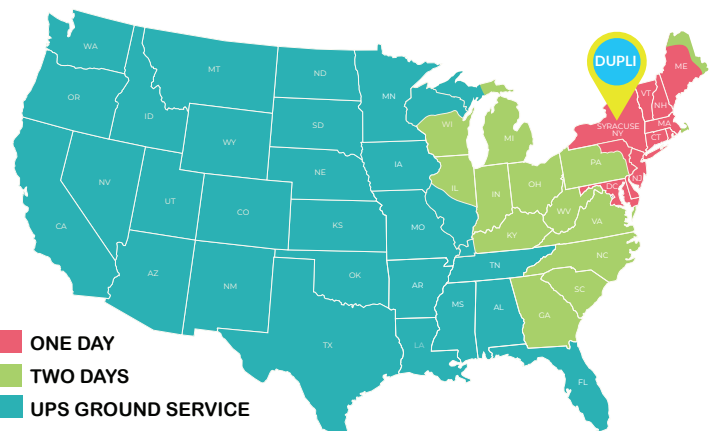 WA
OR
CA
NV
ID
MT
WY
UT
AZ
CO
NM
ND
SD
NE
KS
OK
TX
MN
IA
MO
AR
LA
WI
IL
MI
IN
OH
KY
TN
MS
AL
GA
FL
SC
NC
VA
WV
PA
DUPLI
SYRACUSE
NY
VT
NH
ME
MA
CT
NJ
DC
ONE DAY
TWO DAYS
UPS GROUND SERVICE